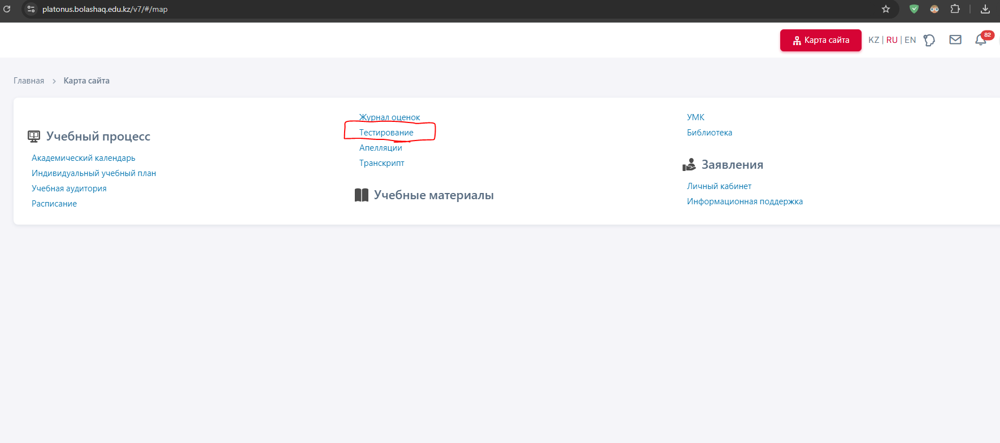 platonus.bolashaq.edu.kz/v7/#/map
Карта сайта
KZ | RU | EN
82
Главная > Карта сайта
Учебный процесс
Академический календарь
Индивидуальный учебный план
Учебная аудитория
Расписание
Журнал оценок
Тестирование
Апелляции
Транскрипт
Учебные материалы
УМК
Библиотека
Заявления
Личный кабинет
Информационная поддержка